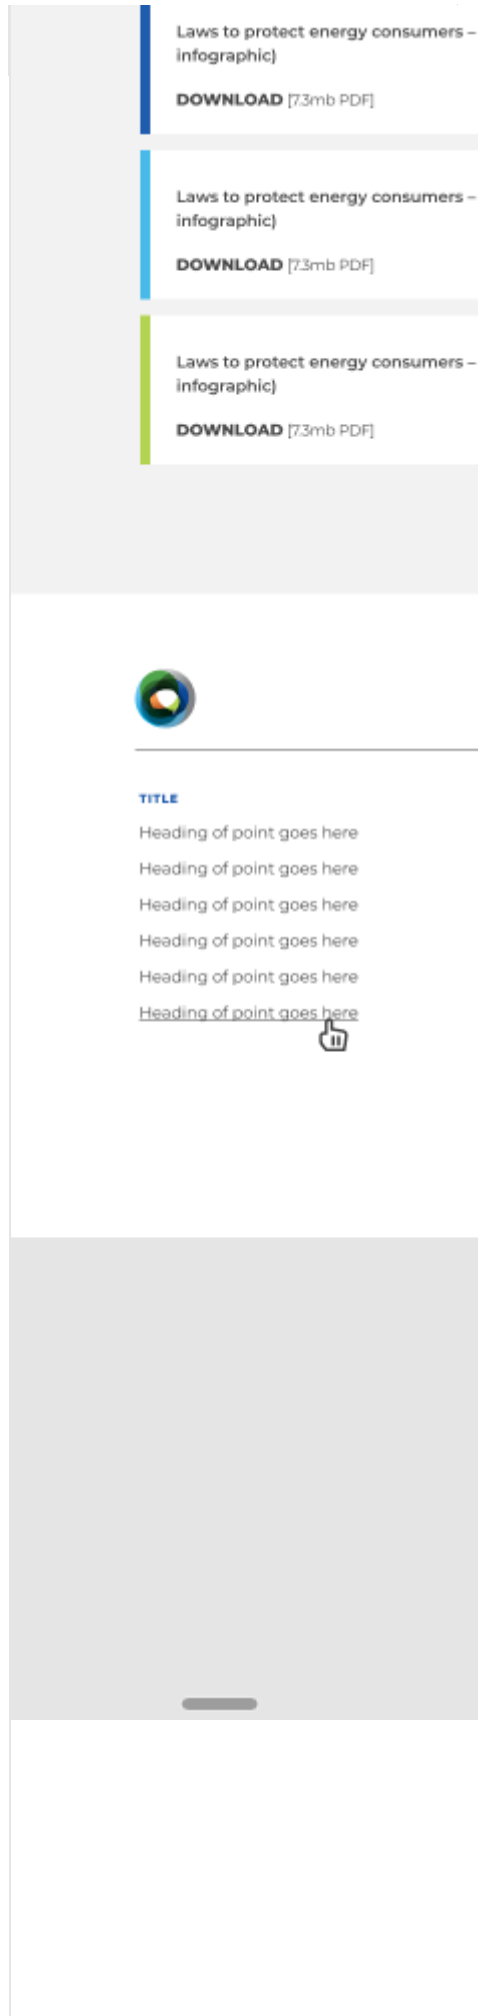 Laws to protect energy consumers –
infographic)
DOWNLOAD [7.3mb PDF]
Laws to protect energy consumers –
infographic)
DOWNLOAD [7.3mb PDF]
Laws to protect energy consumers –
infographic)
DOWNLOAD [7.3mb PDF]
TITLE
Heading of point goes here
Heading of point goes here
Heading of point goes here
Heading of point goes here
Heading of point goes here
Heading of point goes here